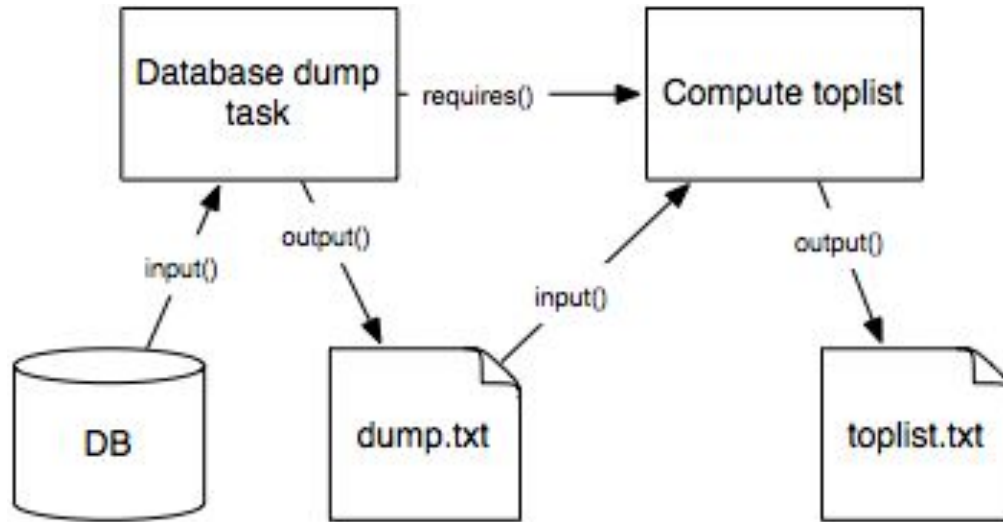 Database dump
task
requires()
Compute toplist
input()
output()
input()
output()
DB
dump.txt
toplist.txt